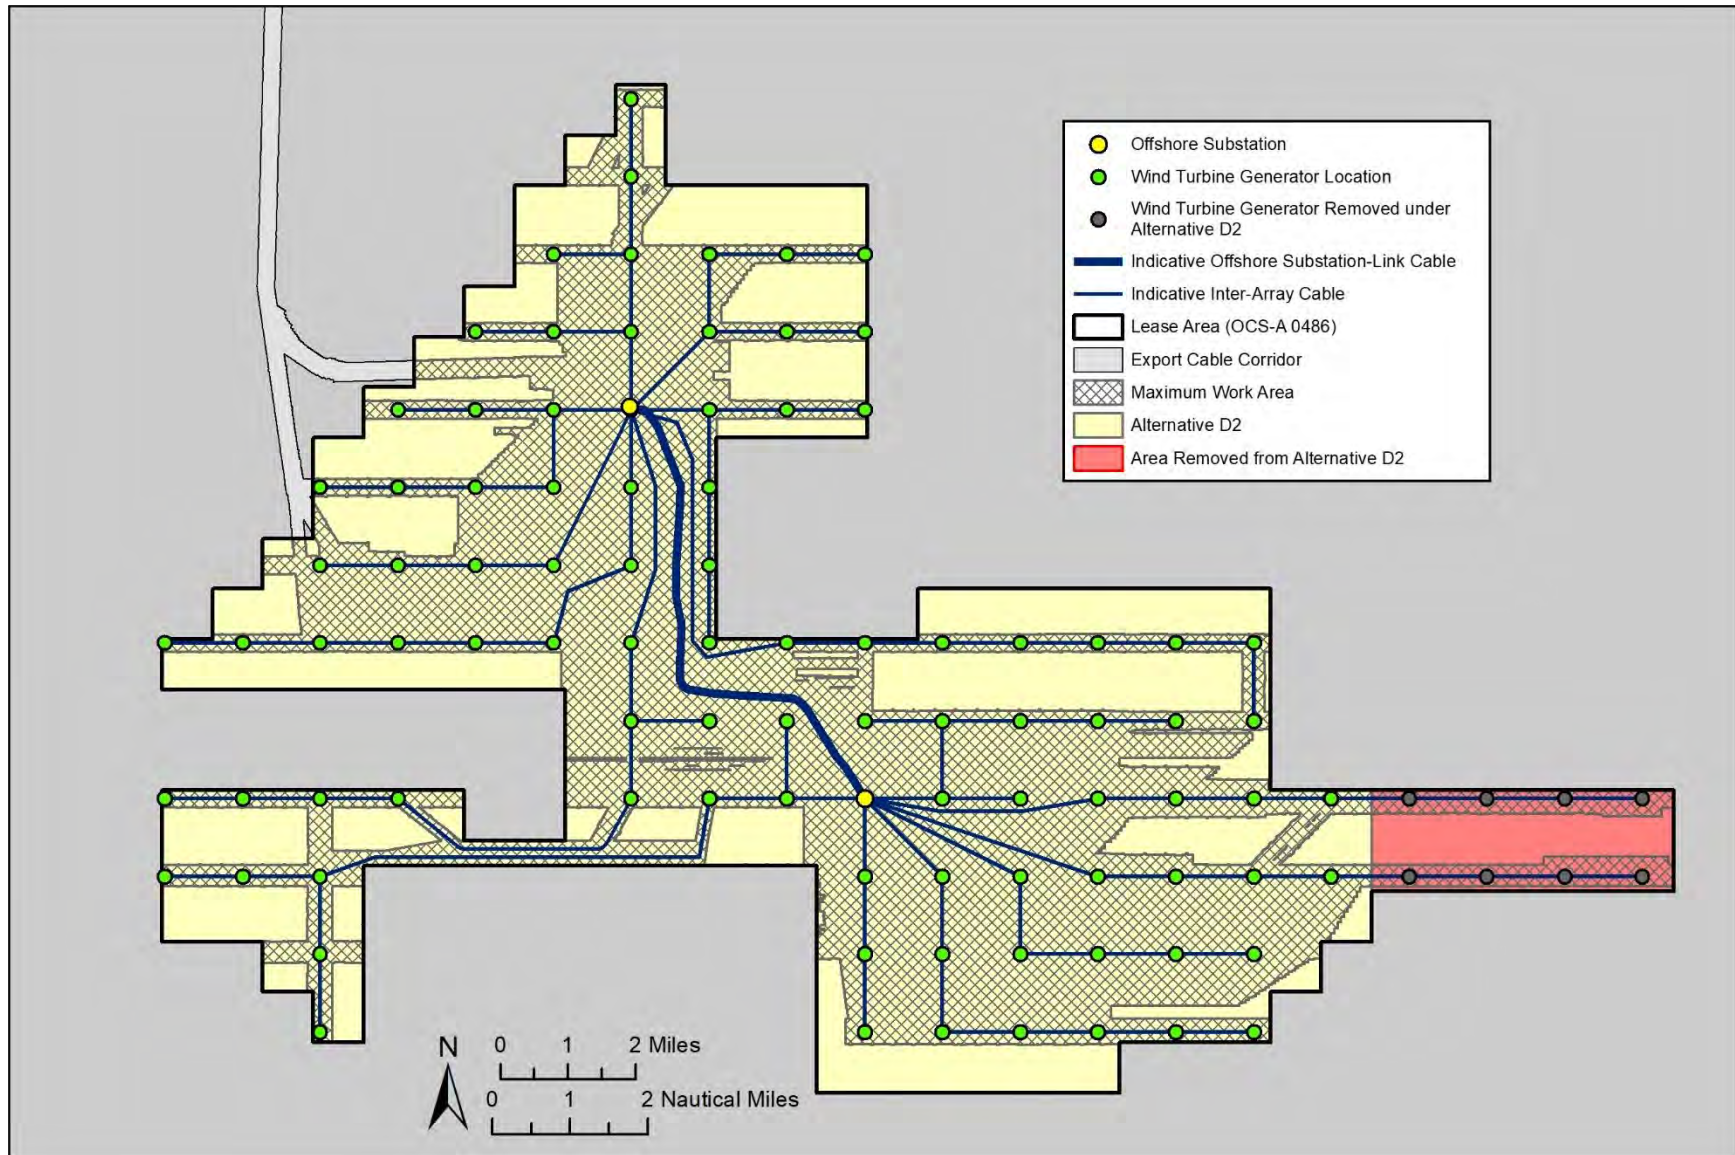 Offshore Substation
Wind Turbine Generator Location
Wind Turbine Generator Removed under
Alternative D2
Indicative Offshore Substation-Link Cable
Indicative Inter-Array Cable
Lease Area (OCS-A 0486)
Export Cable Corridor
Maximum Work Area
Alternative D2
Area Removed from Alternative D2
N
0 1 2 Miles
0 1 2 Nautical Miles